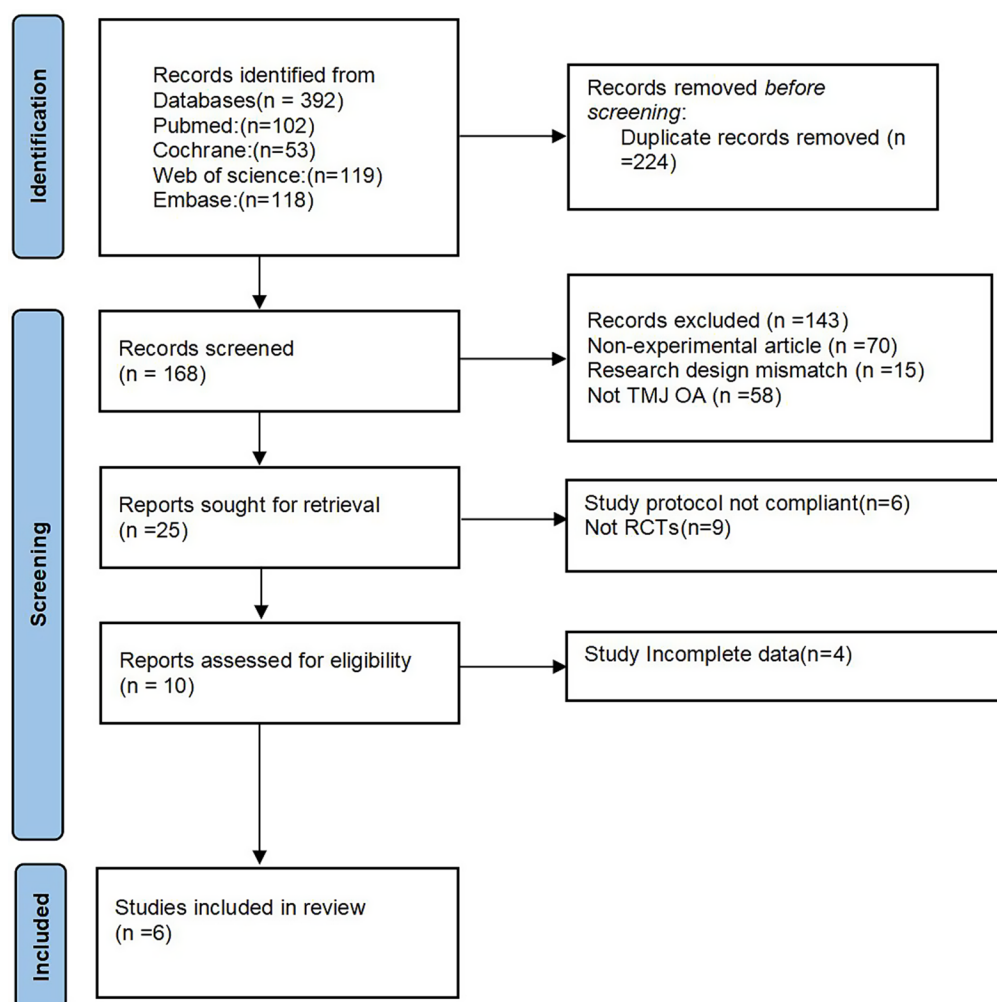 Identification
Records identified from
Databases(n = 392)
Pubmed:(n=102)
Cochrane:(n=53)
Web of science:(n=119)
Embase:(n=118)
Records removed before
screening:
Duplicate records removed (n
=224)
Screening
Records screened
(n = 168)
Records excluded (n =143)
Non-experimental article (n =70)
Research design mismatch (n =15)
Not TMJ OA (n =58)
Reports sought for retrieval
(n =25)
Study protocol not compliant(n=6)
Not RCTs(n=9)
Reports assessed for eligibility
(n = 10)
Study Incomplete data(n=4)
Included
Studies included in review
(n =6)